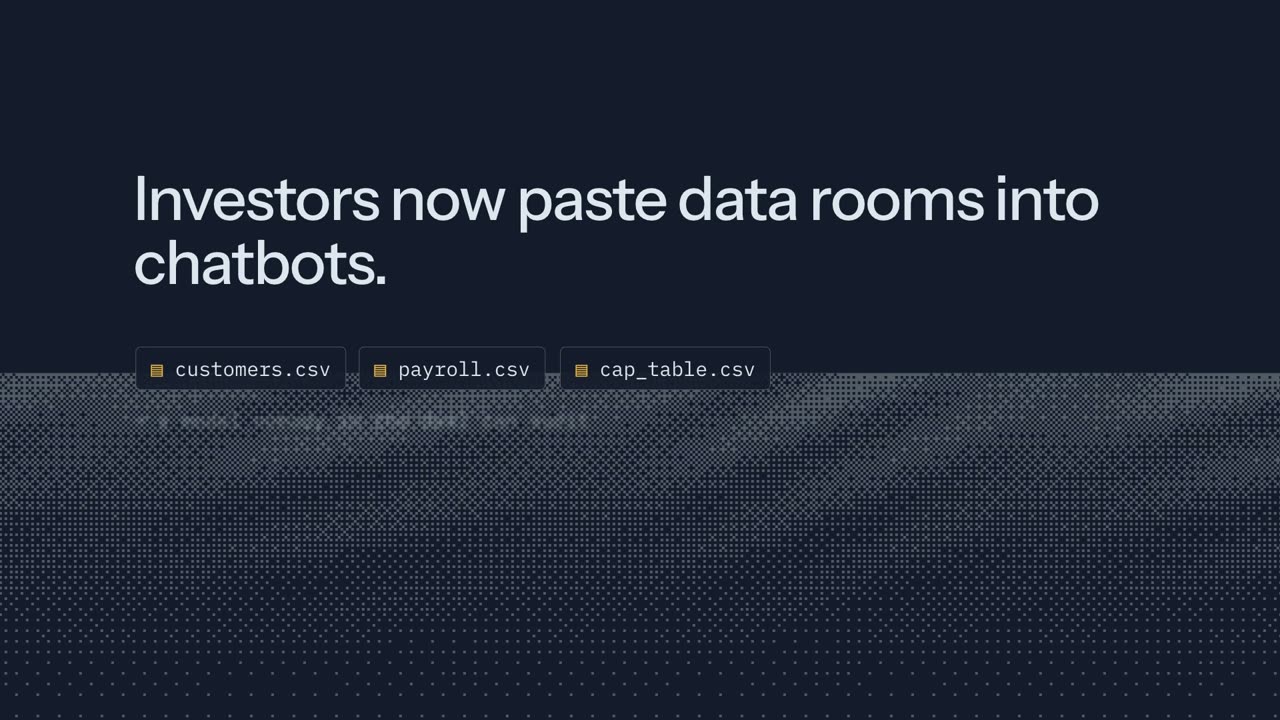 Investors now paste data rooms into
chatbots.
customers.csv payroll.csv cap_table.csv